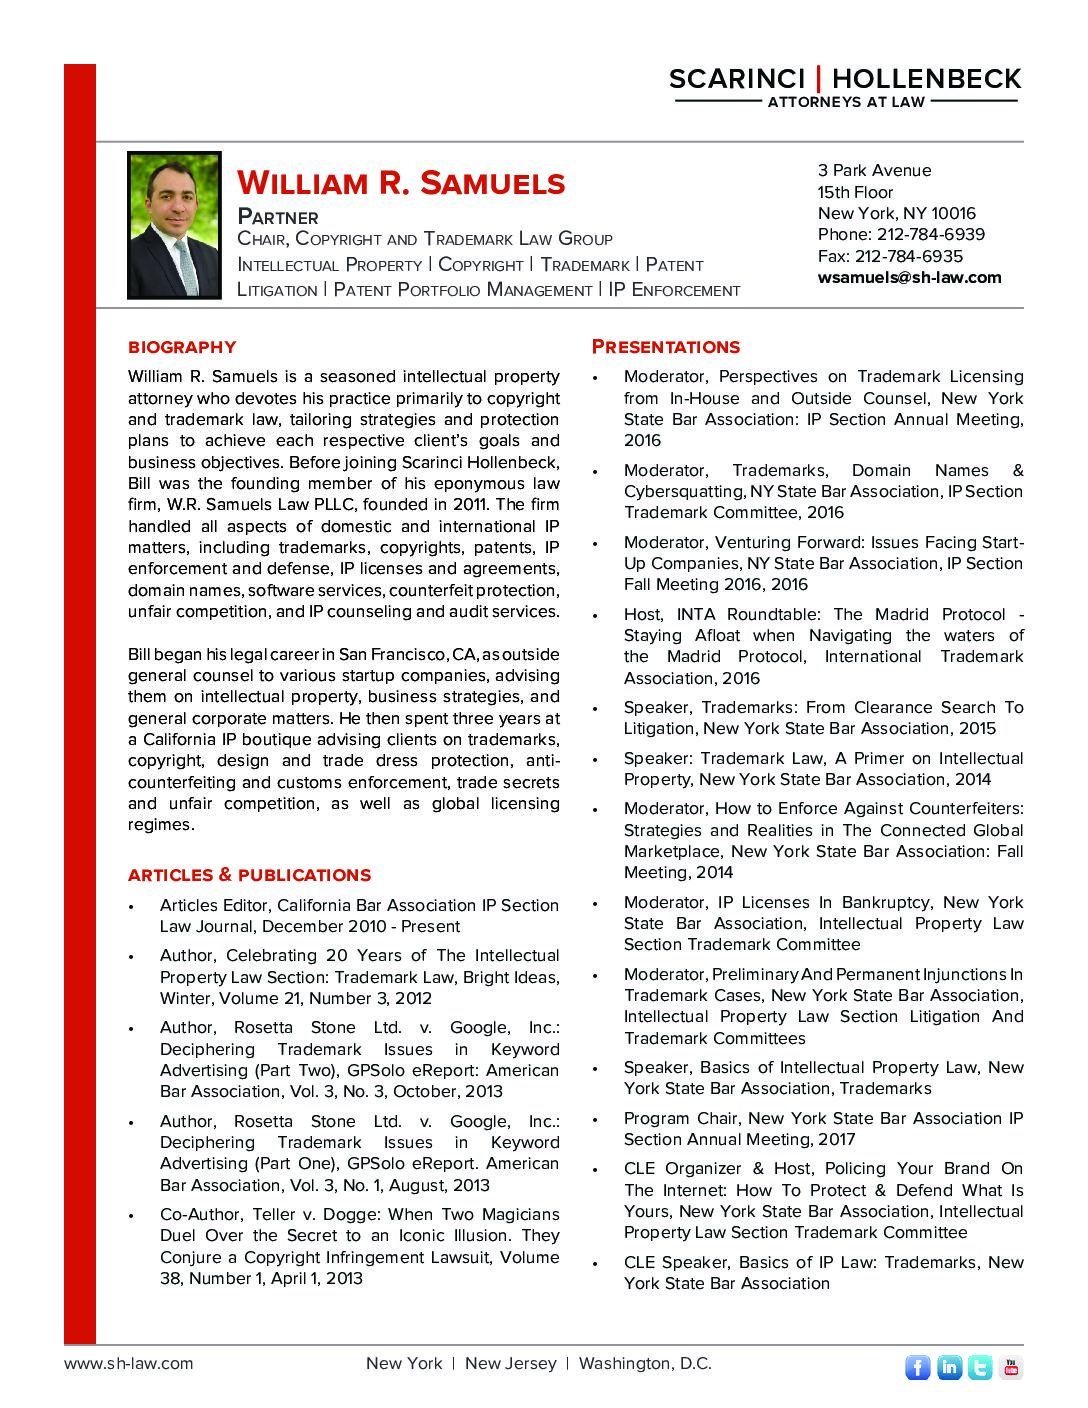 SCARINCI | HOLLENBECK
ATTORNEYS AT LAW
William R. Samuels
Partner
Chair, Copyright and Trademark Law Group
Intellectual Property | Copyright | Trademark | Patent
Litigation | Patent Portfolio Management | IP Enforcement
3 Park Avenue
15th Floor
New York, NY 10016
Phone: 212-784-6939
Fax: 212-784-6935
wsamuels@sh-law.com
BIOGRAPHY
William R. Samuels is a seasoned intellectual property
attorney who devotes his practice primarily to copyright
and trademark law, tailoring strategies and protection
plans to achieve each respective client's goals and
business objectives. Before joining Scarinci Hollenbeck,
Bill was the founding member of his eponymous law
firm, W.R. Samuels Law PLLC, founded in 2011. The firm
handled all aspects of domestic and international IP
matters, including trademarks, copyrights, patents, IP
enforcement and defense, IP licenses and agreements,
domain names, software services, counterfeit protection,
unfair competition, and IP counseling and audit services.
Bill began his legal career in San Francisco, CA, as outside
general counsel to various startup companies, advising
them on intellectual property, business strategies, and
general corporate matters. He then spent three years at
a California IP boutique advising clients on trademarks,
copyright, design and trade dress protection, anti-
counterfeiting and customs enforcement, trade secrets
and unfair competition, as well as global licensing
regimes.
ARTICLES & PUBLICATIONS
• Articles Editor, California Bar Association IP Section
Law Journal, December 2010 - Present
• Author, Celebrating 20 Years of The Intellectual
Property Law Section: Trademark Law, Bright Ideas,
Winter, Volume 21, Number 3, 2012
• Author, Rosetta Stone Ltd. v. Google, Inc.:
Deciphering Trademark Issues in Keyword
Advertising (Part Two), GPSolo eReport: American
Bar Association, Vol. 3, No. 3, October, 2013
• Author, Rosetta Stone Ltd. v. Google, Inc.:
Deciphering Trademark Issues in Keyword
Advertising (Part One), GPSolo eReport. American
Bar Association, Vol. 3, No. 1, August, 2013
• Co-Author, Teller v. Dogge: When Two Magicians
Duel Over the Secret to an Iconic Illusion. They
Conjure a Copyright Infringement Lawsuit, Volume
38, Number 1, April 1, 2013
Presentations
• Moderator, Perspectives on Trademark Licensing
from In-House and Outside Counsel, New York
State Bar Association: IP Section Annual Meeting,
2016
• Moderator, Trademarks, Domain Names &
Cybersquatting, NY State Bar Association, IP Section
Trademark Committee, 2016
• Moderator, Venturing Forward: Issues Facing Start-
Up Companies, NY State Bar Association, IP Section
Fall Meeting 2016, 2016
• Host, INTA Roundtable: The Madrid Protocol -
Staying Afloat when Navigating the waters of
the Madrid Protocol, International Trademark
Association, 2016
• Speaker, Trademarks: From Clearance Search To
Litigation, New York State Bar Association, 2015
• Speaker: Trademark Law, A Primer on Intellectual
Property, New York State Bar Association, 2014
• Moderator, How to Enforce Against Counterfeiters:
Strategies and Realities in The Connected Global
Marketplace, New York State Bar Association: Fall
Meeting, 2014
• Moderator, IP Licenses In Bankruptcy, New York
State Bar Association, Intellectual Property Law
Section Trademark Committee
• Moderator, Preliminary And Permanent Injunctions In
Trademark Cases, New York State Bar Association,
Intellectual Property Law Section Litigation And
Trademark Committees
• Speaker, Basics of Intellectual Property Law, New
York State Bar Association, Trademarks
• Program Chair, New York State Bar Association IP
Section Annual Meeting, 2017
• CLE Organizer & Host, Policing Your Brand On
The Internet: How To Protect & Defend What Is
Yours, New York State Bar Association, Intellectual
Property Law Section Trademark Committee
• CLE Speaker, Basics of IP Law: Trademarks, New
York State Bar Association
www.sh-law.com
New York | New Jersey | Washington, D.C.
f in t You Tube